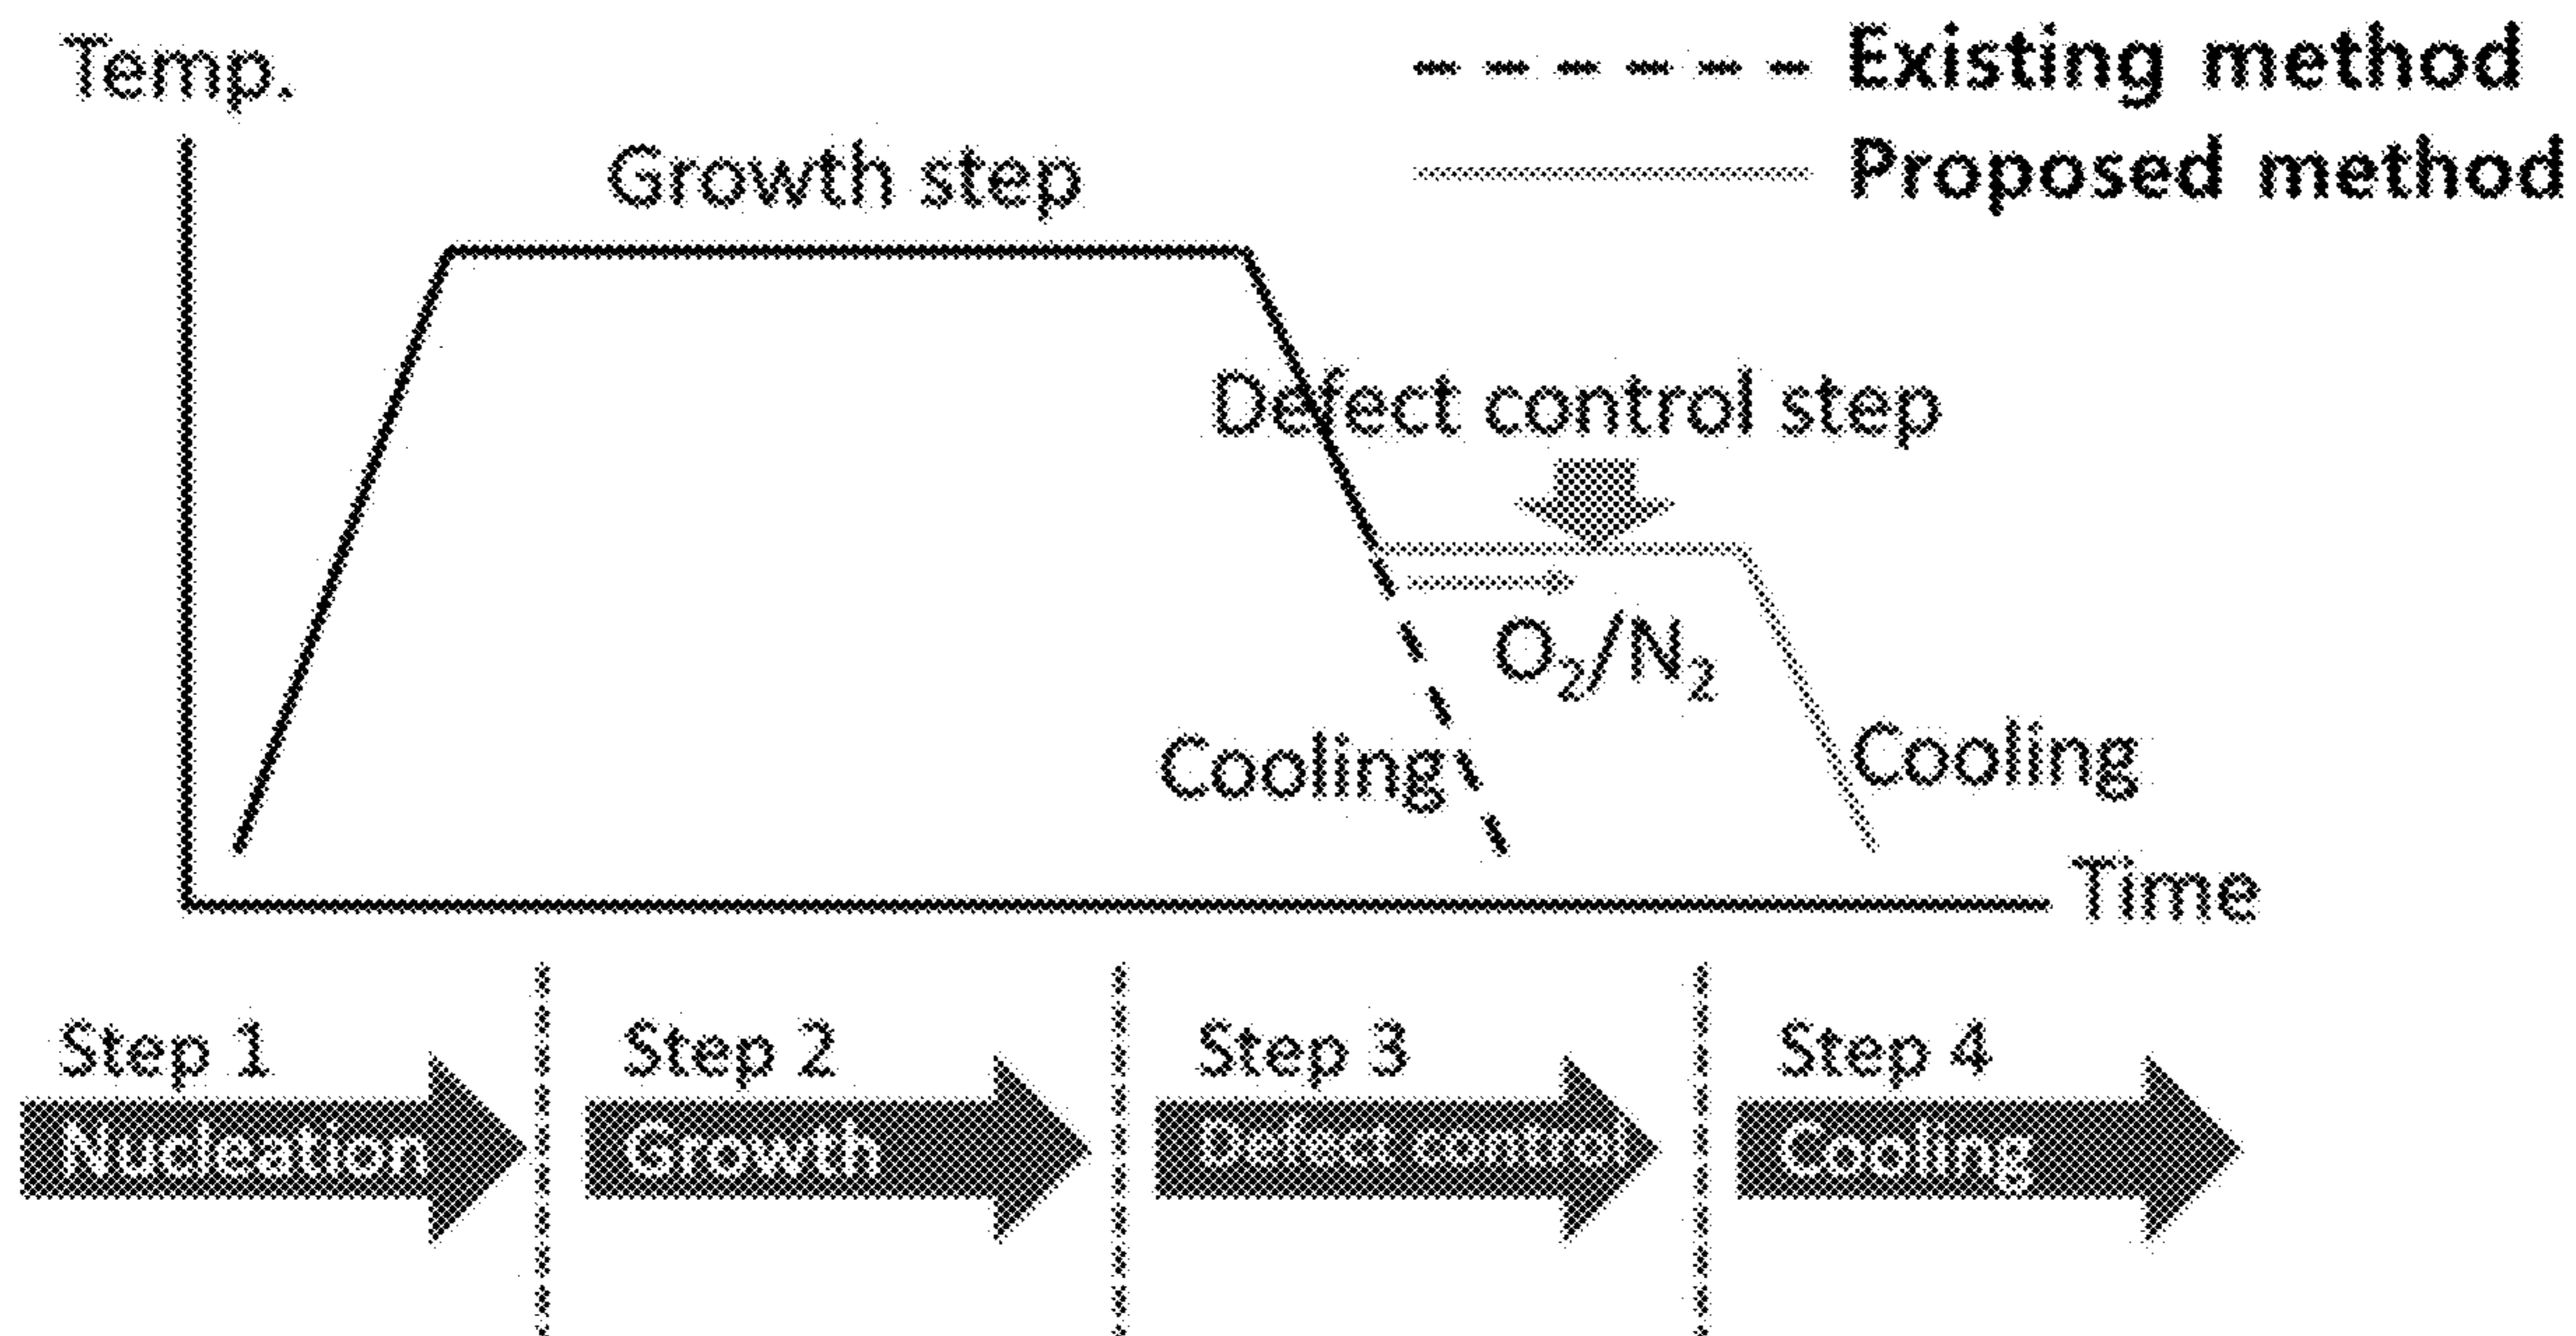 Temp.
Existing method
Proposed method
Growth step
Defect control step
O₂/N₂
Cooling
Cooling
Time
Step 1
Step 2
Step 3
Step 4
Nucleation
Growth
Defect control
Cooling